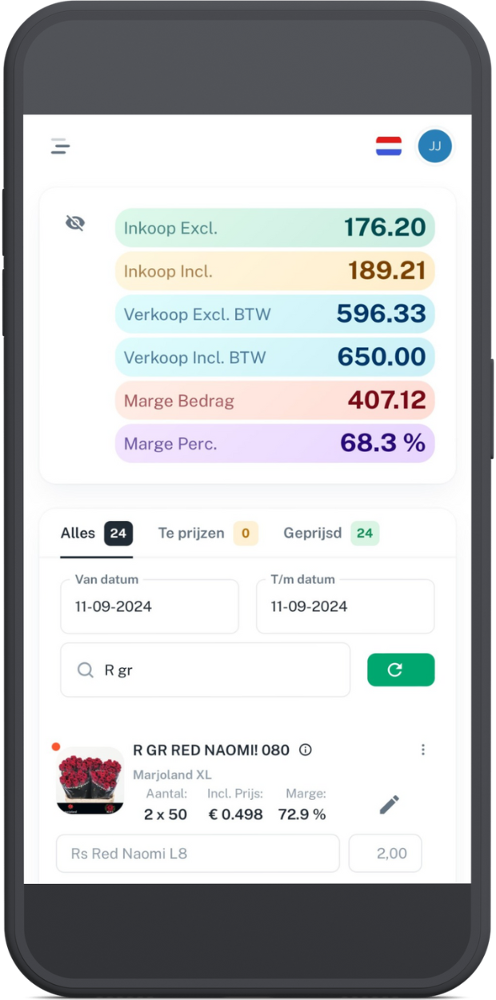 JJ
Inkoop Excl. 176.20
Inkoop Incl. 189.21
Verkoop Excl. BTW 596.33
Verkoop Incl. BTW 650.00
Marge Bedrag 407.12
Marge Perc. 68.3 %
Alles 24 Te prijzen 0 Geprijsd 24
Van datum T/m datum
11-09-2024 11-09-2024
R gr
R GR RED NAOMI! 080
Marjoland XL
Aantal: Incl. Prijs: Marge:
2 x 50 € 0.498 72.9 %
Rs Red Naomi L8 2,00